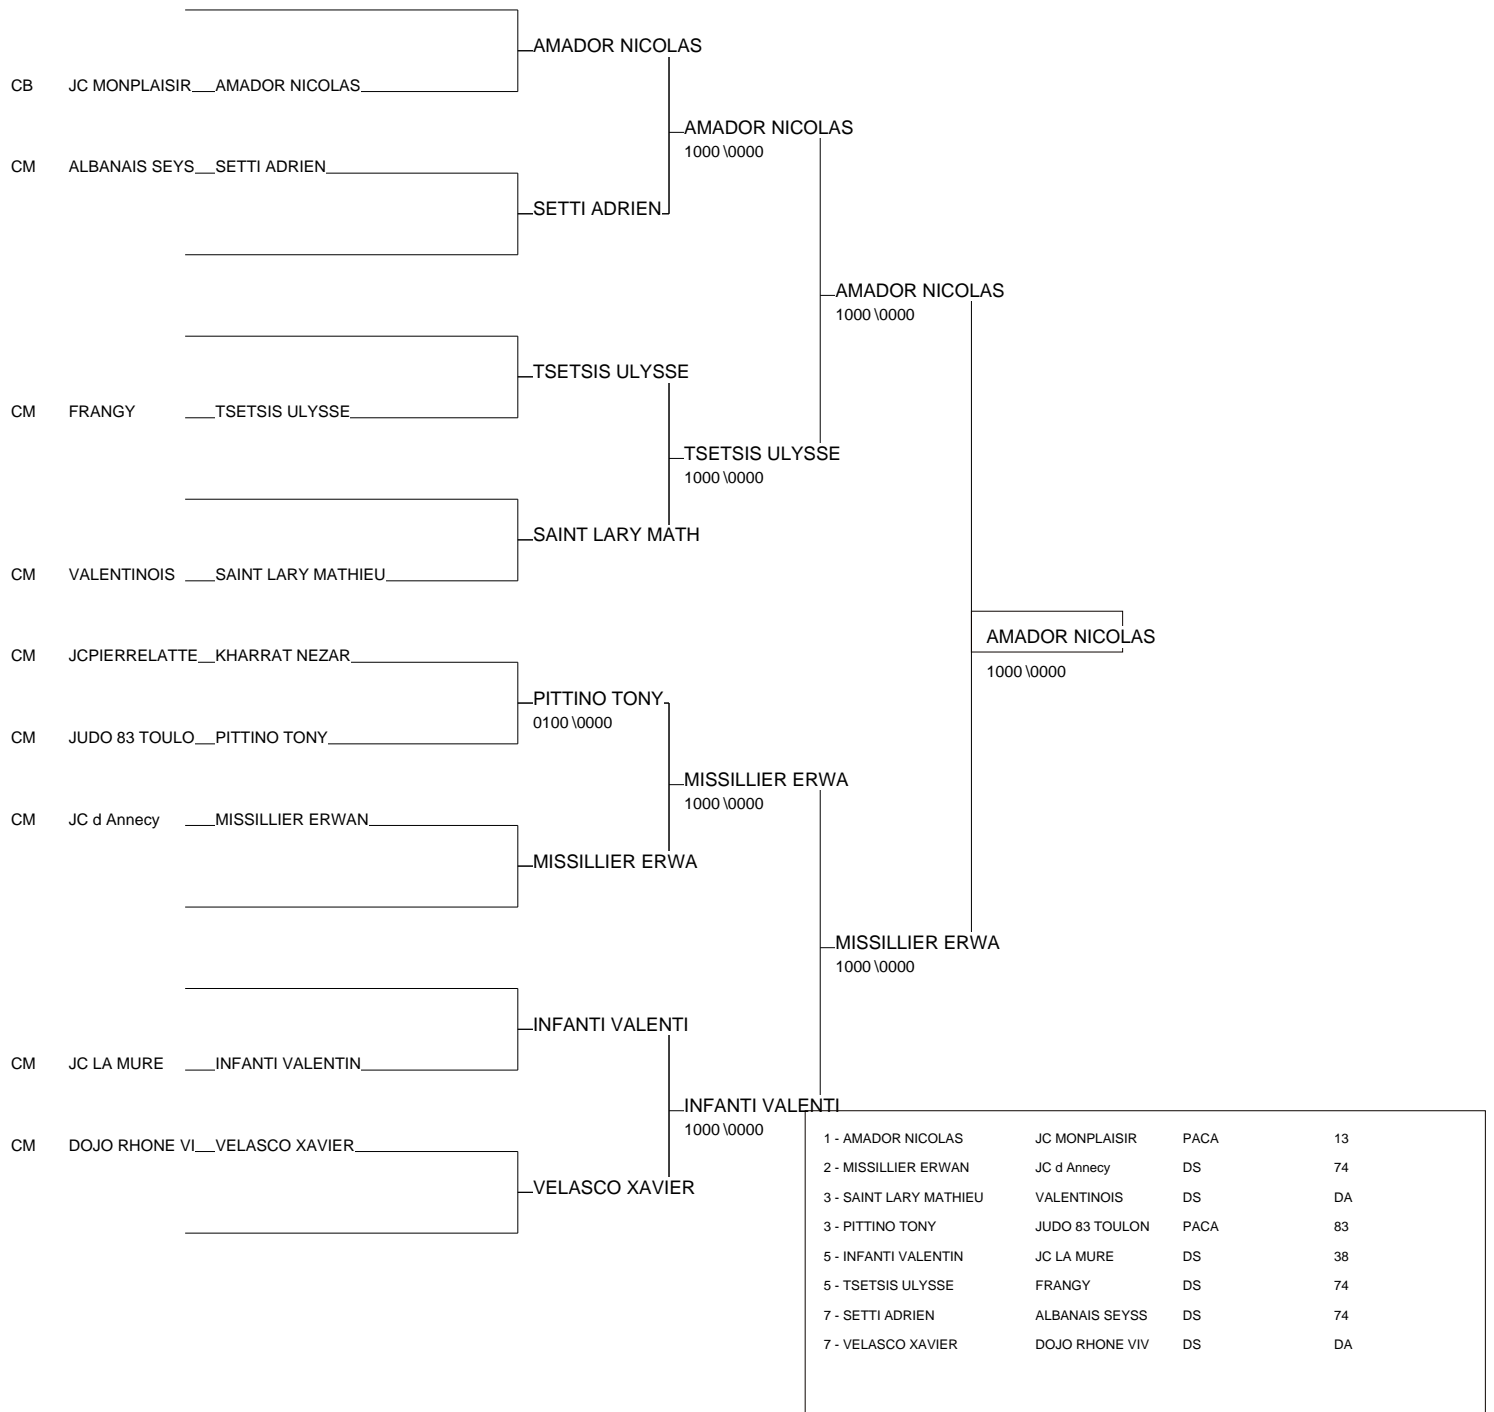 AMADOR NICOLAS
CB JC MONPLAISIR AMADOR NICOLAS
AMADOR NICOLAS
1000 \0000
CM ALBANAIS SEYS SETTI ADRIEN
SETTI ADRIEN
AMADOR NICOLAS
1000 \0000
TSETSIS ULYSSE
CM FRANGY TSETSIS ULYSSE
TSETSIS ULYSSE
1000 \0000
SAINT LARY MATH
CM VALENTINOIS SAINT LARY MATHIEU
AMADOR NICOLAS
1000 \0000
CM JCPIERRELATTE KHARRAT NEZAR
PITTINO TONY
0100 \0000
CM JUDO 83 TOULO PITTINO TONY
MISSILLIER ERWA
1000 \0000
CM JC d Annecy MISSILLIER ERWAN
MISSILLIER ERWA
MISSILLIER ERWA
1000 \0000
INFANTI VALENTI
CM JC LA MURE INFANTI VALENTIN
INFANTI VALENTI
1000 \0000
CM DOJO RHONE VI VELASCO XAVIER
VELASCO XAVIER
1 - AMADOR NICOLAS JC MONPLAISIR PACA 13
2 - MISSILLIER ERWAN JC d Annecy DS 74
3 - SAINT LARY MATHIEU VALENTINOIS DS DA
3 - PITTINO TONY JUDO 83 TOULON PACA 83
5 - INFANTI VALENTIN JC LA MURE DS 38
5 - TSETSIS ULYSSE FRANGY DS 74
7 - SETTI ADRIEN ALBANAIS SEYSS DS 74
7 - VELASCO XAVIER DOJO RHONE VIV DS DA